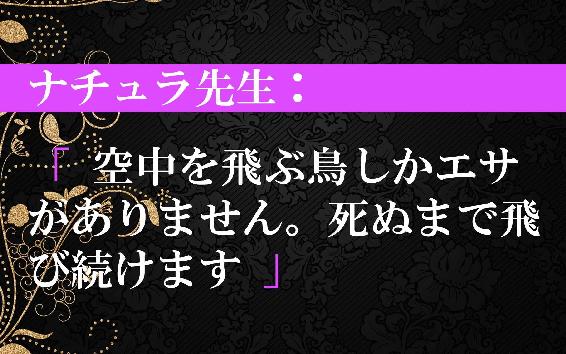 ナチュラ先生：
「 空中を飛ぶ鳥しかエサ
がありません。死ぬまで飛
び続けます 」